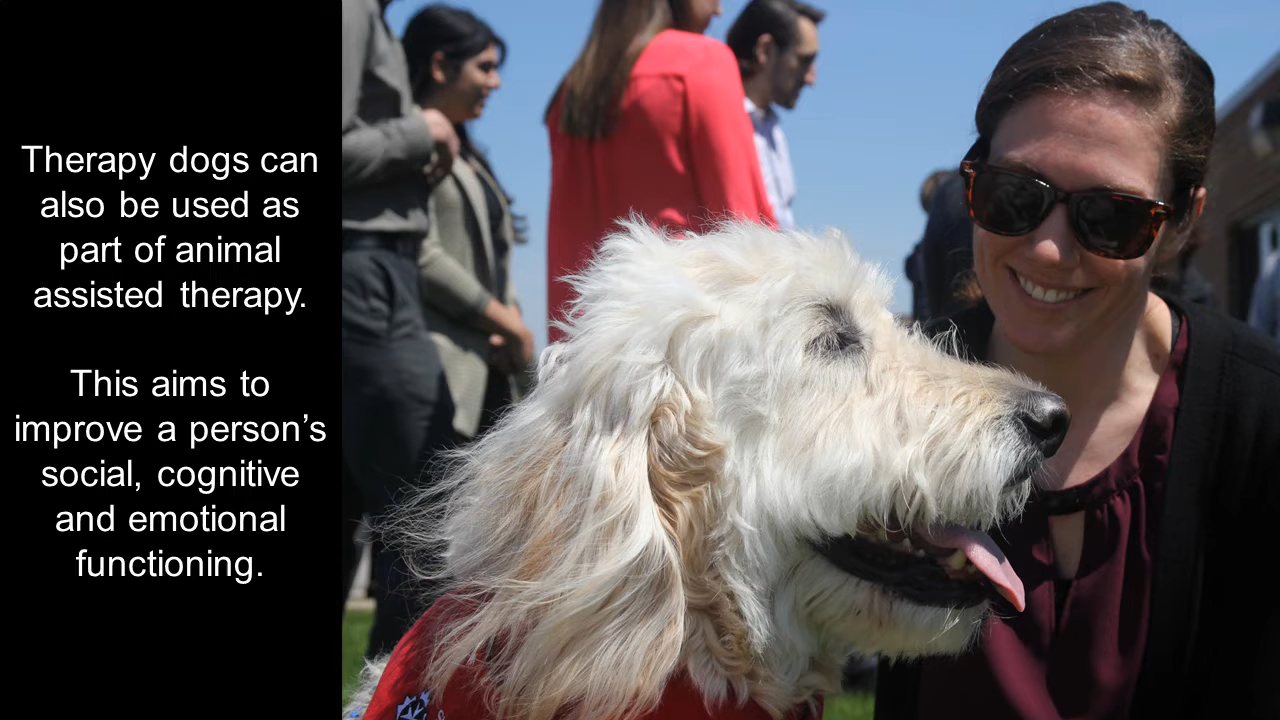 Therapy dogs can
also be used as
part of animal
assisted therapy.
This aims to
improve a person’s
social, cognitive
and emotional
functioning.